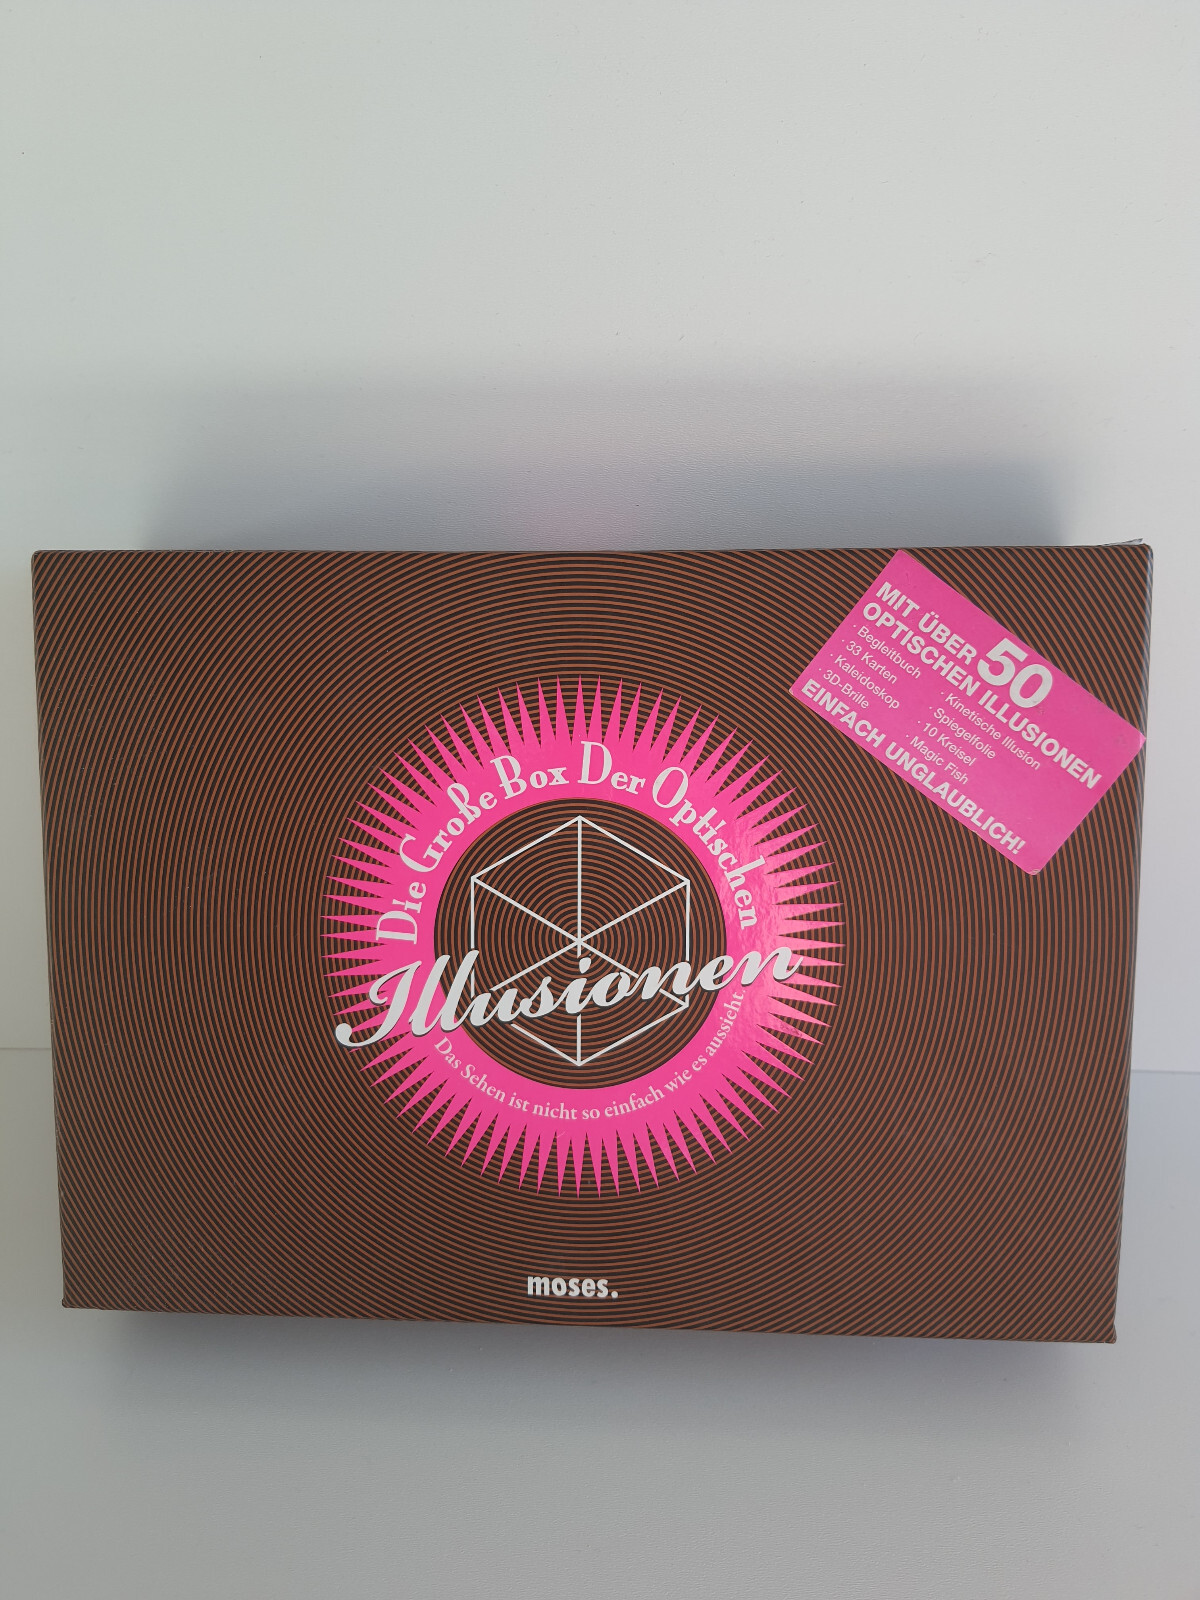 MIT ÜBER 50
OPTISCHEN ILLUSIONEN
· Begleitbuch
· 33 Karten
· Kaleidoskop
· 3D-Brille
· Kinetische Illusion
· Spiegelfolie
· 10 Kreisel
· Magic Fish
EINFACH UNGLAUBLICH!
Die Große Box Der Optischen
Illusionen
Das Sehen ist nicht so einfach wie es aussieht
moses.